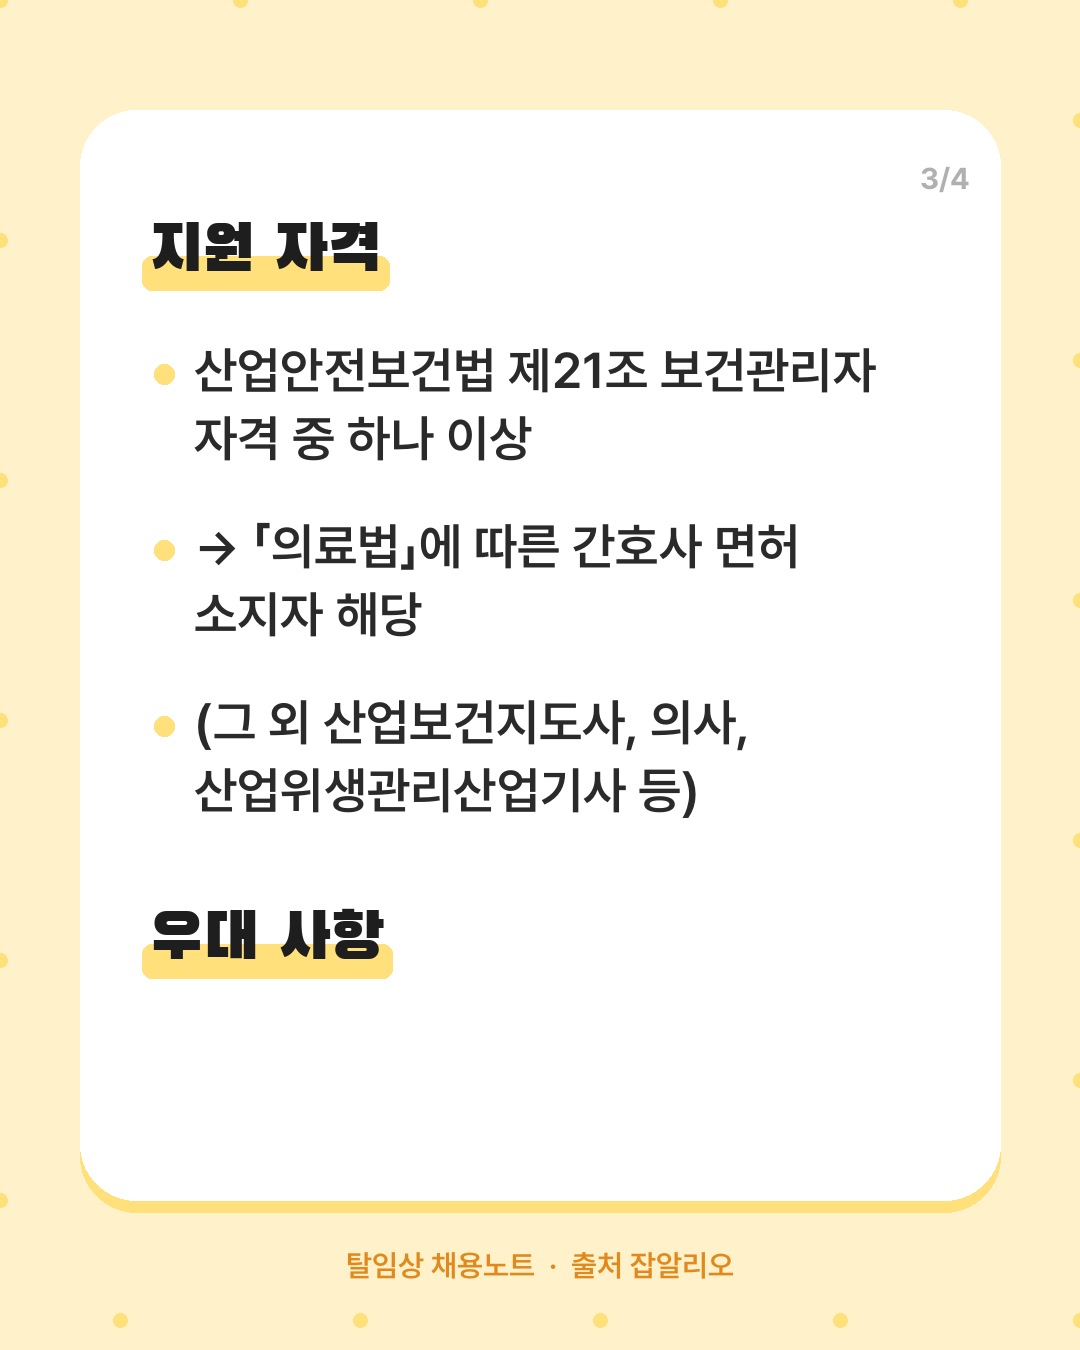 3/4
지원 자격
산업안전보건법 제21조 보건관리자
자격 중 하나 이상
→ ｢의료법｣에 따른 간호사 면허
소지자 해당
(그 외 산업보건지도사, 의사,
산업위생관리산업기사 등)
우대 사항
탈임상 채용노트 · 출처 잡알리오